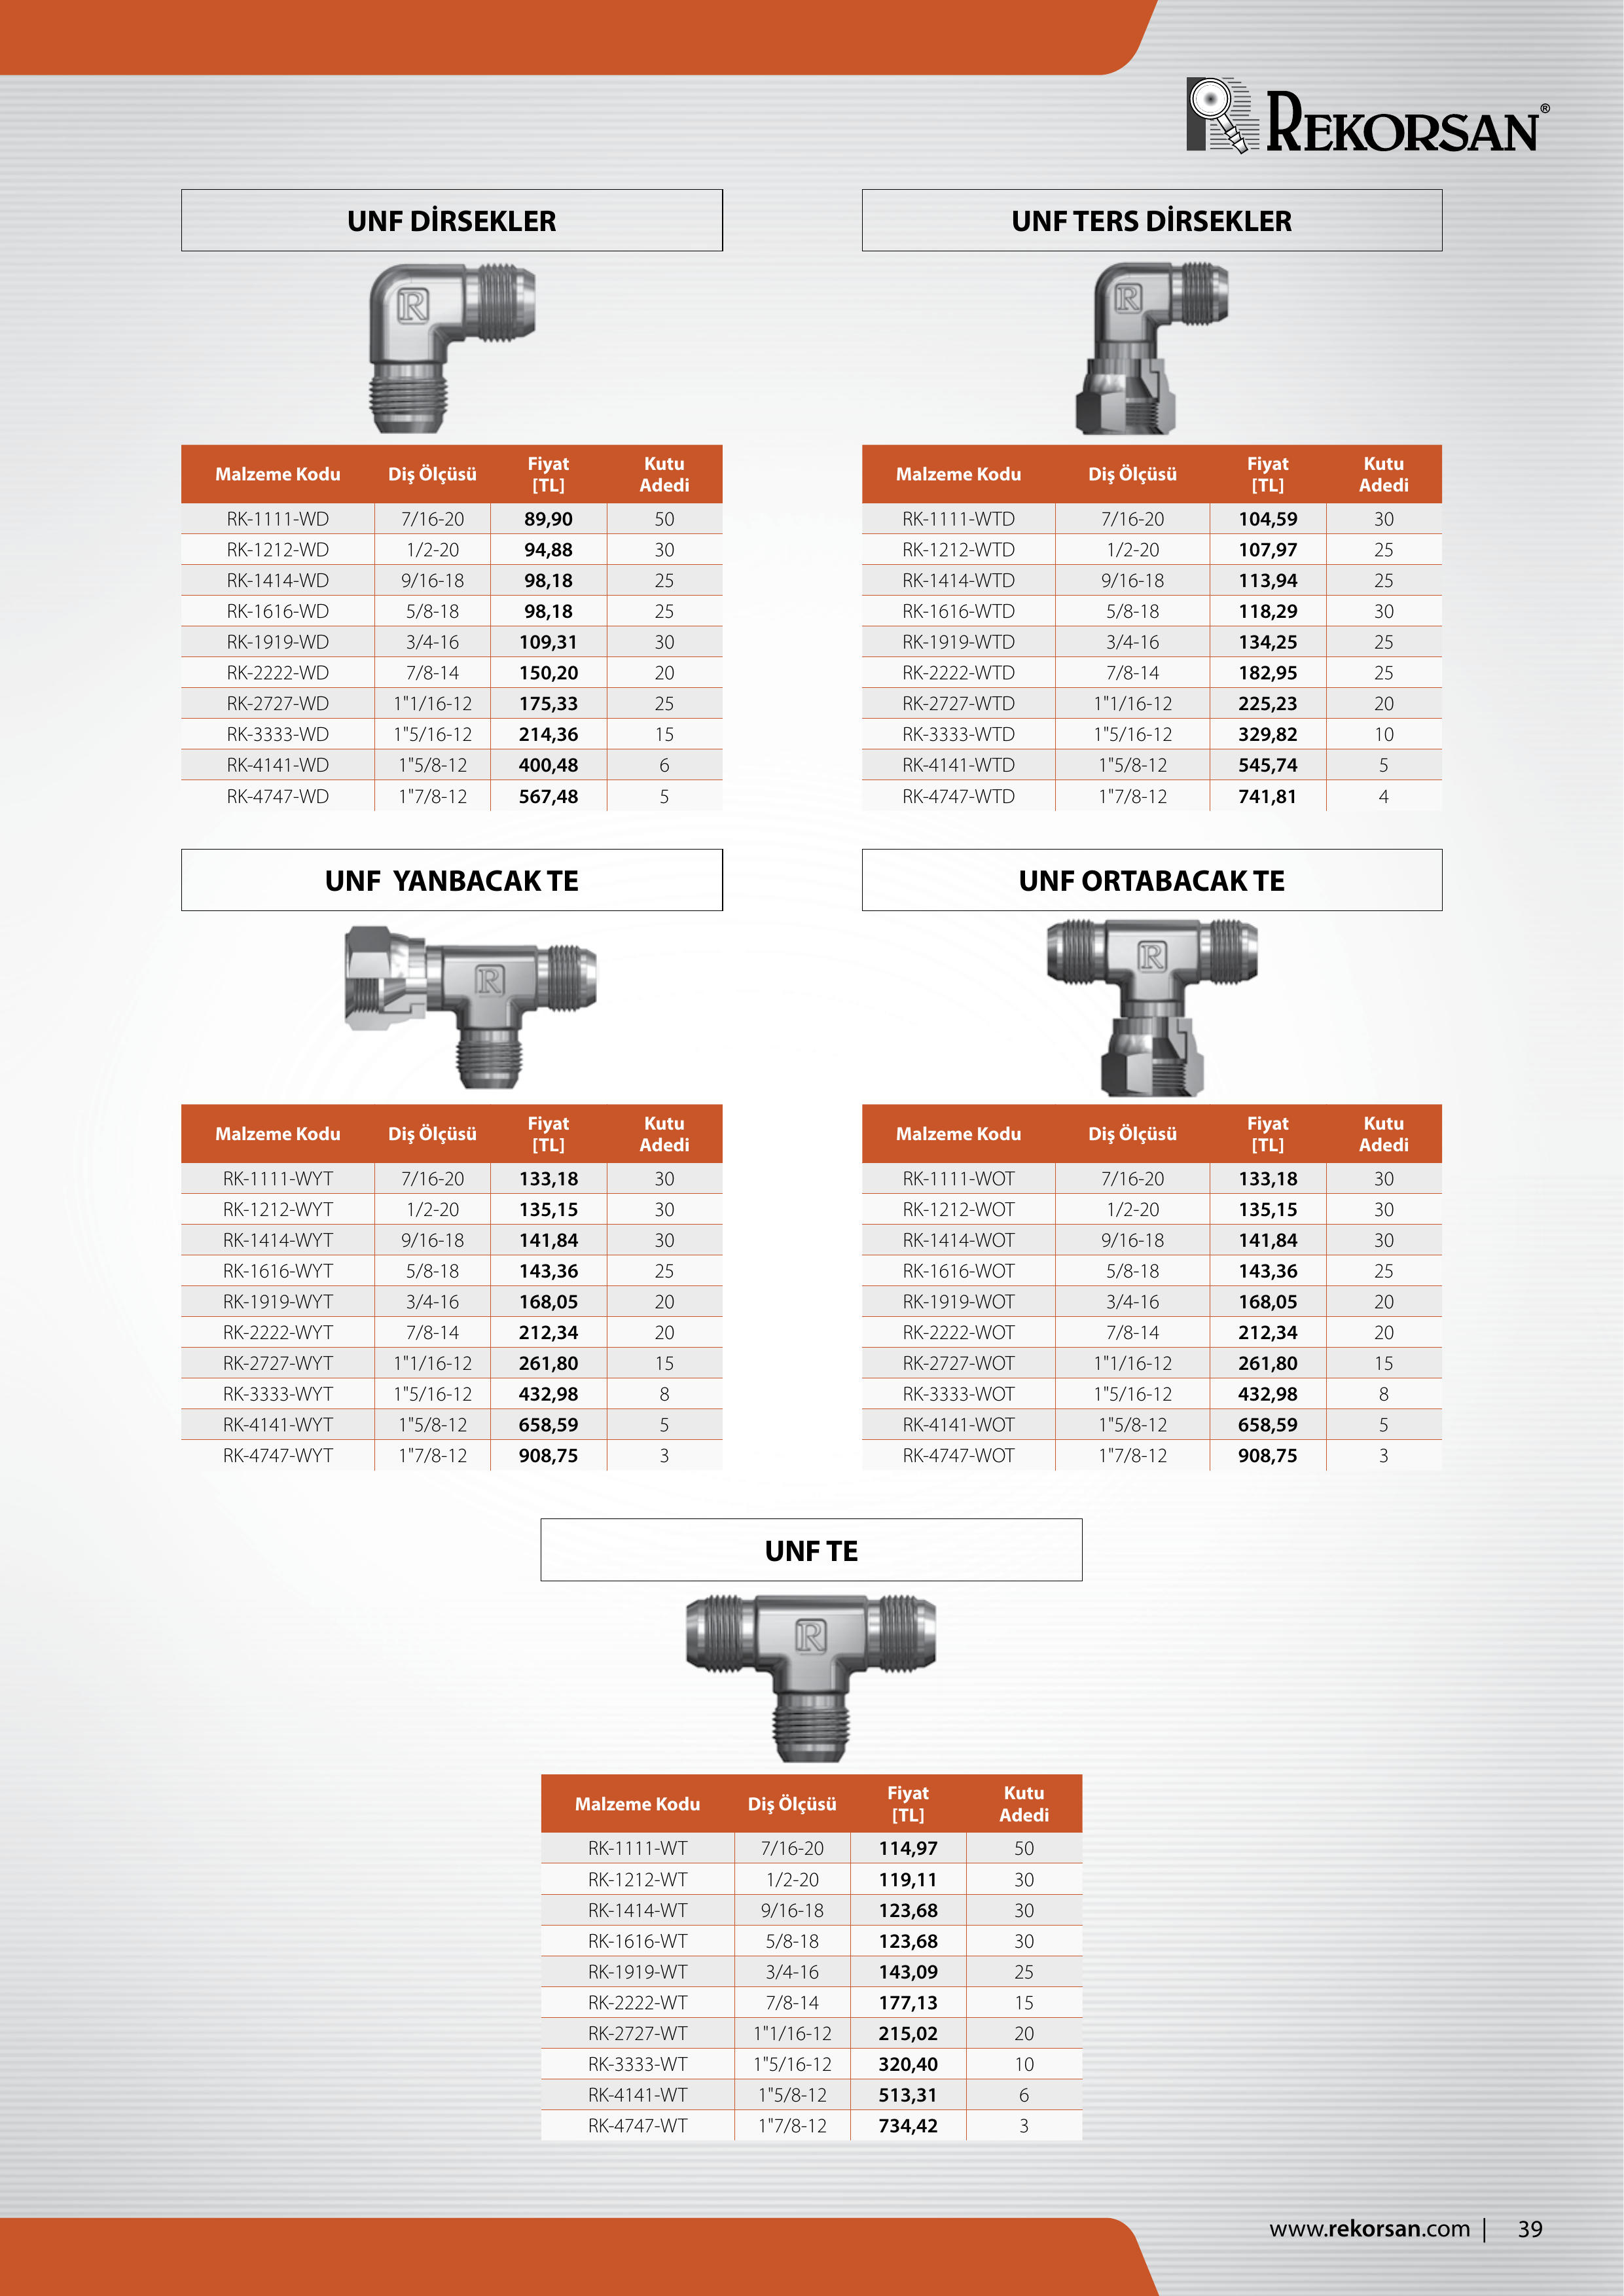 REKORSAN®
UNF DİRSEKLER
Malzeme Kodu Diş Ölçüsü Fiyat [TL] Kutu Adedi
RK-1111-WD 7/16-20 89,90 50
RK-1212-WD 1/2-20 94,88 30
RK-1414-WD 9/16-18 98,18 25
RK-1616-WD 5/8-18 98,18 25
RK-1919-WD 3/4-16 109,31 30
RK-2222-WD 7/8-14 150,20 20
RK-2727-WD 1"1/16-12 175,33 25
RK-3333-WD 1"5/16-12 214,36 15
RK-4141-WD 1"5/8-12 400,48 6
RK-4747-WD 1"7/8-12 567,48 5
UNF TERS DİRSEKLER
Malzeme Kodu Diş Ölçüsü Fiyat [TL] Kutu Adedi
RK-1111-WTD 7/16-20 104,59 30
RK-1212-WTD 1/2-20 107,97 25
RK-1414-WTD 9/16-18 113,94 25
RK-1616-WTD 5/8-18 118,29 30
RK-1919-WTD 3/4-16 134,25 25
RK-2222-WTD 7/8-14 182,95 25
RK-2727-WTD 1"1/16-12 225,23 20
RK-3333-WTD 1"5/16-12 329,82 10
RK-4141-WTD 1"5/8-12 545,74 5
RK-4747-WTD 1"7/8-12 741,81 4
UNF YANBACAK TE
Malzeme Kodu Diş Ölçüsü Fiyat [TL] Kutu Adedi
RK-1111-WYT 7/16-20 133,18 30
RK-1212-WYT 1/2-20 135,15 30
RK-1414-WYT 9/16-18 141,84 30
RK-1616-WYT 5/8-18 143,36 25
RK-1919-WYT 3/4-16 168,05 20
RK-2222-WYT 7/8-14 212,34 20
RK-2727-WYT 1"1/16-12 261,80 15
RK-3333-WYT 1"5/16-12 432,98 8
RK-4141-WYT 1"5/8-12 658,59 5
RK-4747-WYT 1"7/8-12 908,75 3
UNF ORTABACAK TE
Malzeme Kodu Diş Ölçüsü Fiyat [TL] Kutu Adedi
RK-1111-WOT 7/16-20 133,18 30
RK-1212-WOT 1/2-20 135,15 30
RK-1414-WOT 9/16-18 141,84 30
RK-1616-WOT 5/8-18 143,36 25
RK-1919-WOT 3/4-16 168,05 20
RK-2222-WOT 7/8-14 212,34 20
RK-2727-WOT 1"1/16-12 261,80 15
RK-3333-WOT 1"5/16-12 432,98 8
RK-4141-WOT 1"5/8-12 658,59 5
RK-4747-WOT 1"7/8-12 908,75 3
UNF TE
Malzeme Kodu Diş Ölçüsü Fiyat [TL] Kutu Adedi
RK-1111-WT 7/16-20 114,97 50
RK-1212-WT 1/2-20 119,11 30
RK-1414-WT 9/16-18 123,68 30
RK-1616-WT 5/8-18 123,68 30
RK-1919-WT 3/4-16 143,09 25
RK-2222-WT 7/8-14 177,13 15
RK-2727-WT 1"1/16-12 215,02 20
RK-3333-WT 1"5/16-12 320,40 10
RK-4141-WT 1"5/8-12 513,31 6
RK-4747-WT 1"7/8-12 734,42 3
www.rekorsan.com | 39